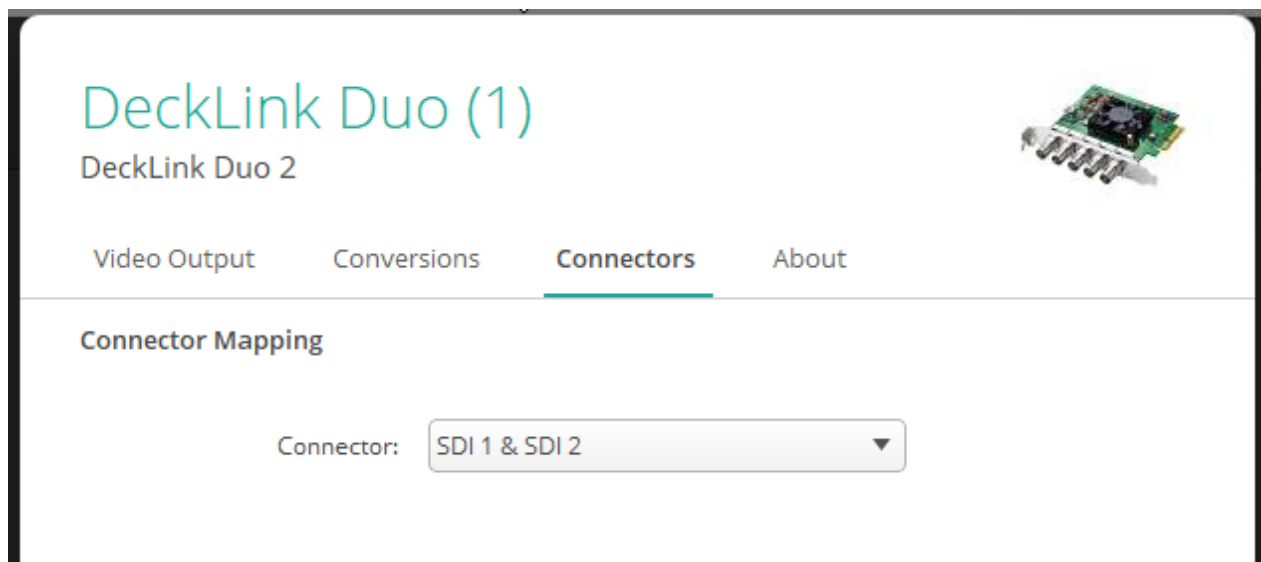 DeckLink Duo (1)
DeckLink Duo 2
Video Output Conversions Connectors About
Connector Mapping
Connector: SDI 1 & SDI 2